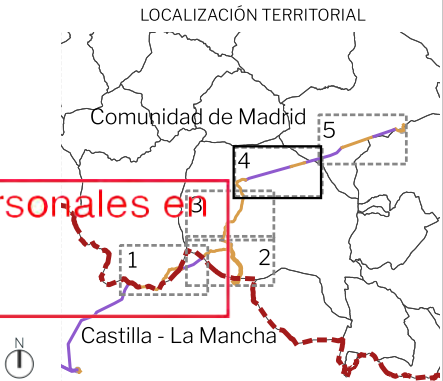 LOCALIZACIÓN TERRITORIAL
5
Comunidad de Madrid
4
rsonales en
3
1
2
Castilla - La Mancha
N